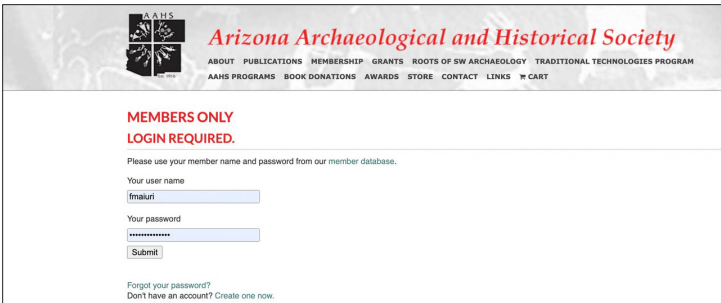 AAHS
Arizona Archaeological and Historical Society
ABOUT PUBLICATIONS MEMBERSHIP GRANTS ROOTS OF SW ARCHAEOLOGY TRADITIONAL TECHNOLOGIES PROGRAM
AAHS PROGRAMS BOOK DONATIONS AWARDS STORE CONTACT LINKS CART
MEMBERS ONLY
LOGIN REQUIRED.
Please use your member name and password from our member database.
Your user name
fmaiuri
Your password
••••••••••••••
Submit
Forgot your password?
Don't have an account? Create one now.